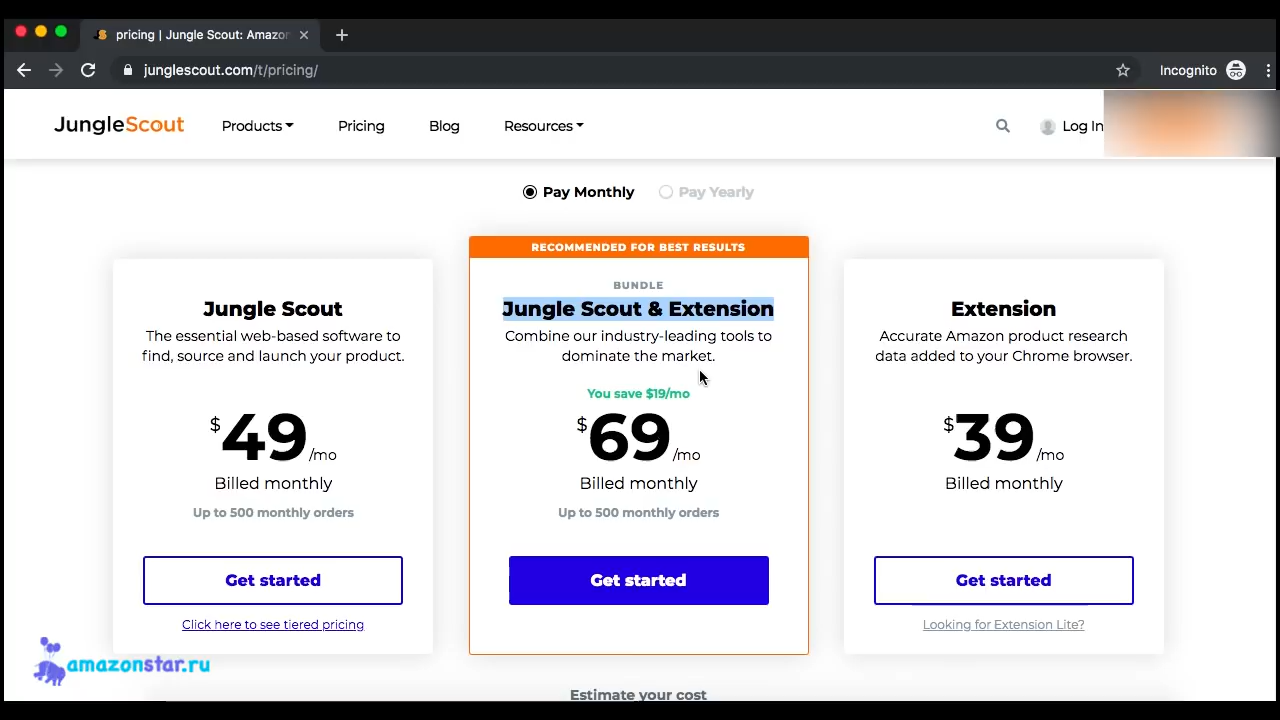 pricing | Jungle Scout: Amazon
junglescout.com/t/pricing/
Incognito
JungleScout
Products
Pricing
Blog
Resources
Log In
Pay Monthly
Pay Yearly
Jungle Scout
The essential web-based software to
find, source and launch your product.
$49/mo
Billed monthly
Up to 500 monthly orders
Get started
Click here to see tiered pricing
RECOMMENDED FOR BEST RESULTS
BUNDLE
Jungle Scout & Extension
Combine our industry-leading tools to
dominate the market.
You save $19/mo
$69/mo
Billed monthly
Up to 500 monthly orders
Get started
Extension
Accurate Amazon product research
data added to your Chrome browser.
$39/mo
Billed monthly
Get started
Looking for Extension Lite?
amazonstar.ru
Estimate your cost